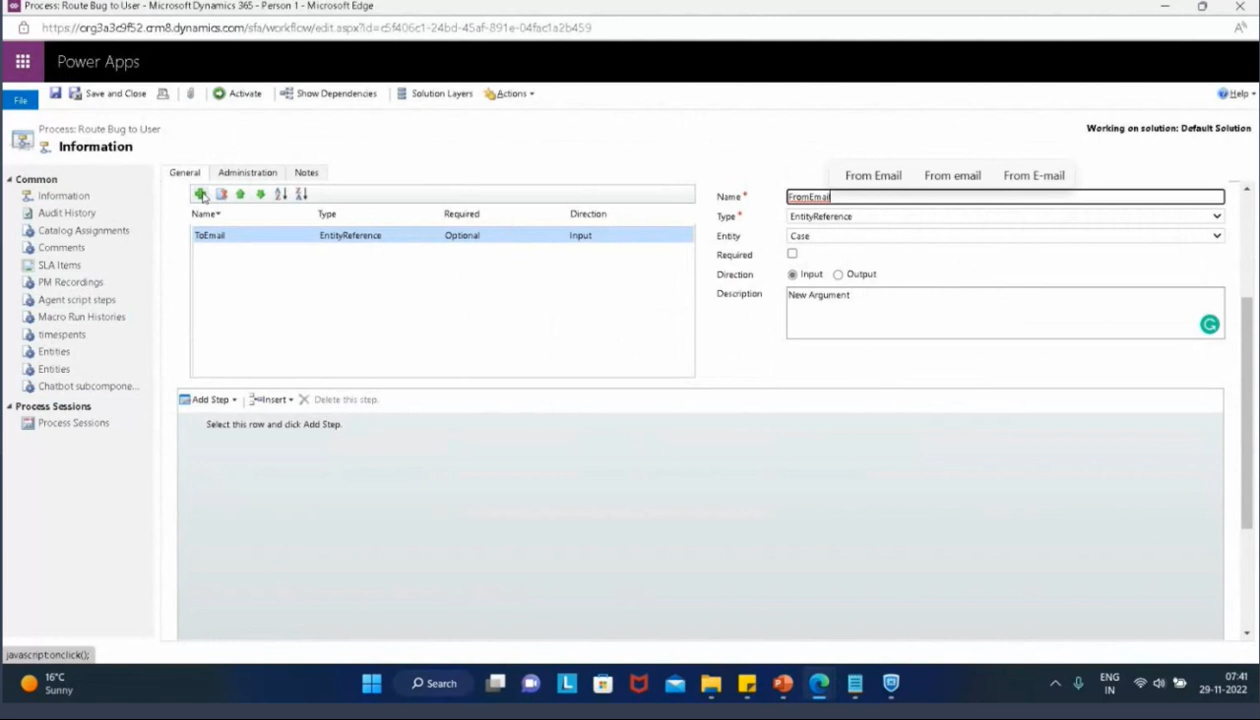 Process: Route Bug to User - Microsoft Dynamics 365 - Person 1 - Microsoft Edge
https://org3a3c9f52.crm8.dynamics.com/sfa/workflow/edit.aspx?id=c5f406c1-24bd-45af-891e-04fac1a2b459
Power Apps
File
Save and Close
Activate
Show Dependencies
Solution Layers
Actions
Help
Process: Route Bug to User
Information
Working on solution: Default Solution
Common
Information
Audit History
Catalog Assignments
Comments
SLA Items
PM Recordings
Agent script steps
Macro Run Histories
timespents
Entities
Entities
Chatbot subcompone...
Process Sessions
Process Sessions
General Administration Notes
Name Type Required Direction
ToEmail EntityReference Optional Input
From Email From email From E-mail
Name* FromEmail
Type* EntityReference
Entity Case
Required
Direction Input Output
Description New Argument
Add Step Insert Delete this step.
Select this row and click Add Step.
javascript:onclick();
16°C
Sunny
Search
ENG
IN
07:41
29-11-2022